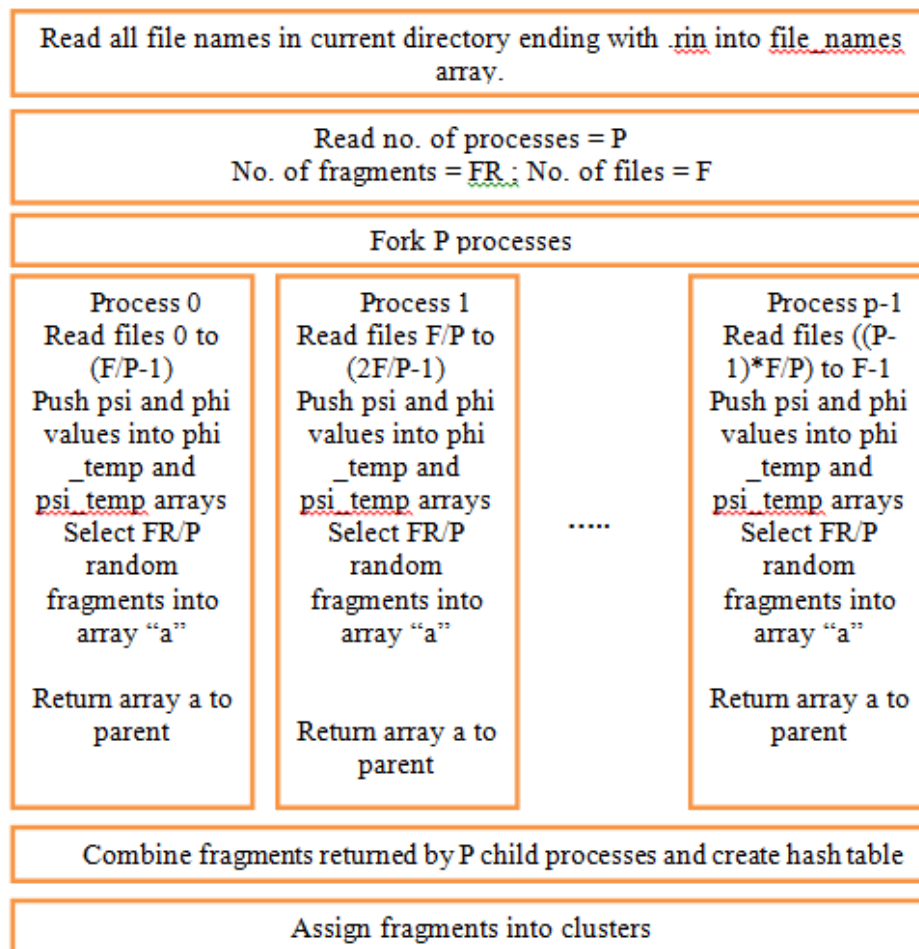 Read all file names in current directory ending with .rin into file_names
array.
Read no. of processes = P
No. of fragments = FR ; No. of files = F
Fork P processes
Process 0
Read files 0 to
(F/P-1)
Push psi and phi
values into phi
_temp and
psi_temp arrays
Select FR/P
random
fragments into
array “a”
Return array a to
parent
Process 1
Read files F/P to
(2F/P-1)
Push psi and phi
values into phi
_temp and
psi_temp arrays
Select FR/P
random
fragments into
array “a”
Return array a to
parent
.....
Process p-1
Read files ((P-
1)*F/P) to F-1
Push psi and phi
values into phi
_temp and
psi_temp arrays
Select FR/P
random
fragments into
array “a”
Return array a to
parent
Combine fragments returned by P child processes and create hash table
Assign fragments into clusters